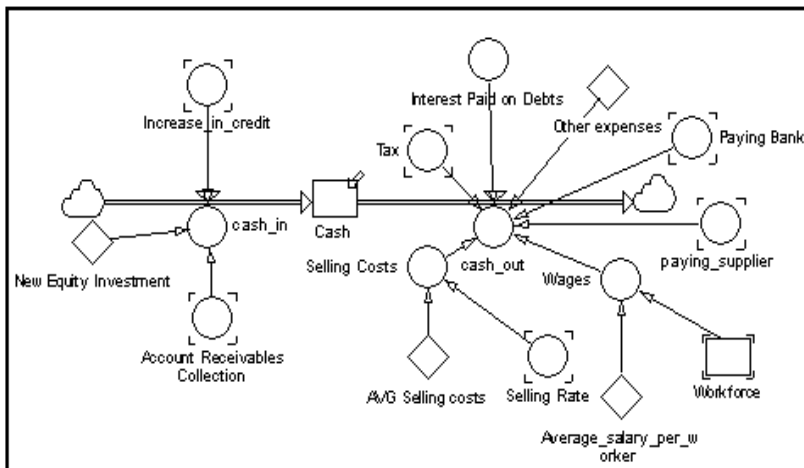 Increase_in_credit
Interest Paid on Debts
Other expenses
Tax
Paying Bank
cash_in
Cash
New Equity Investment
Selling Costs
cash_out
Wages
paying_supplier
Account Receivables
Collection
AVG Selling costs
Selling Rate
Workforce
Average_salary_per_w
orker